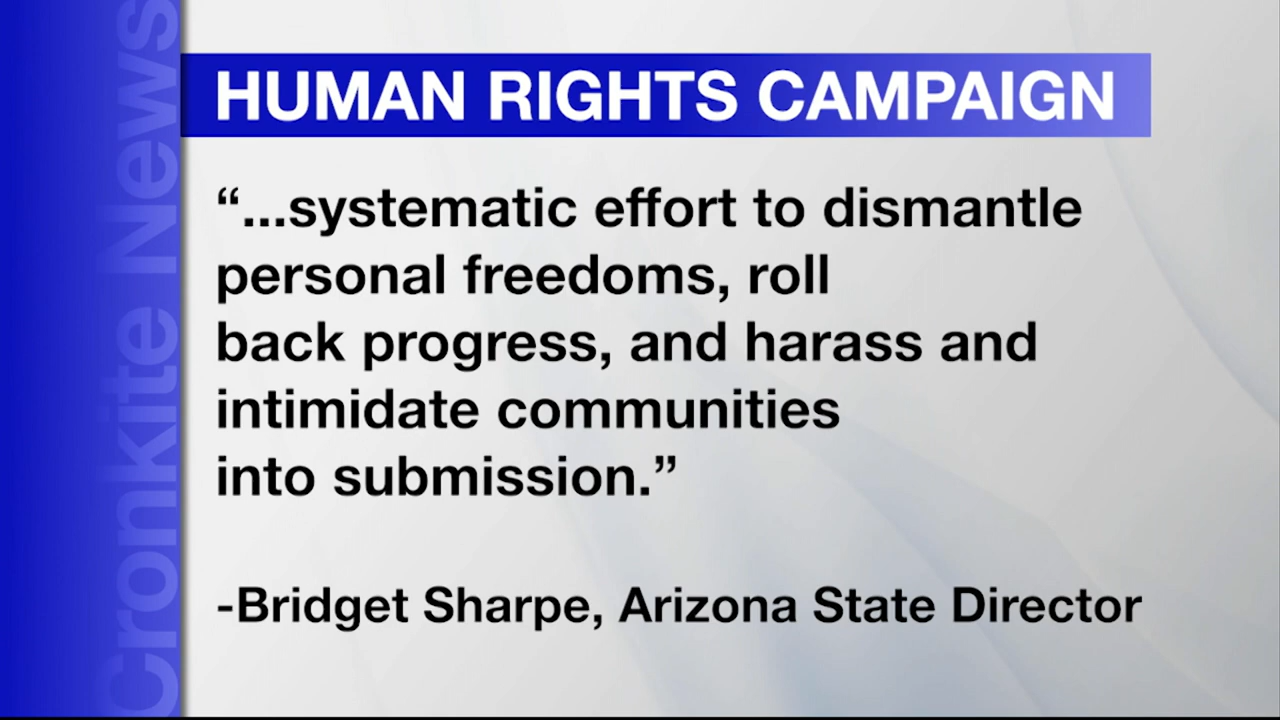 Cronkite News
HUMAN RIGHTS CAMPAIGN
“...systematic effort to dismantle
personal freedoms, roll
back progress, and harass and
intimidate communities
into submission.”
-Bridget Sharpe, Arizona State Director